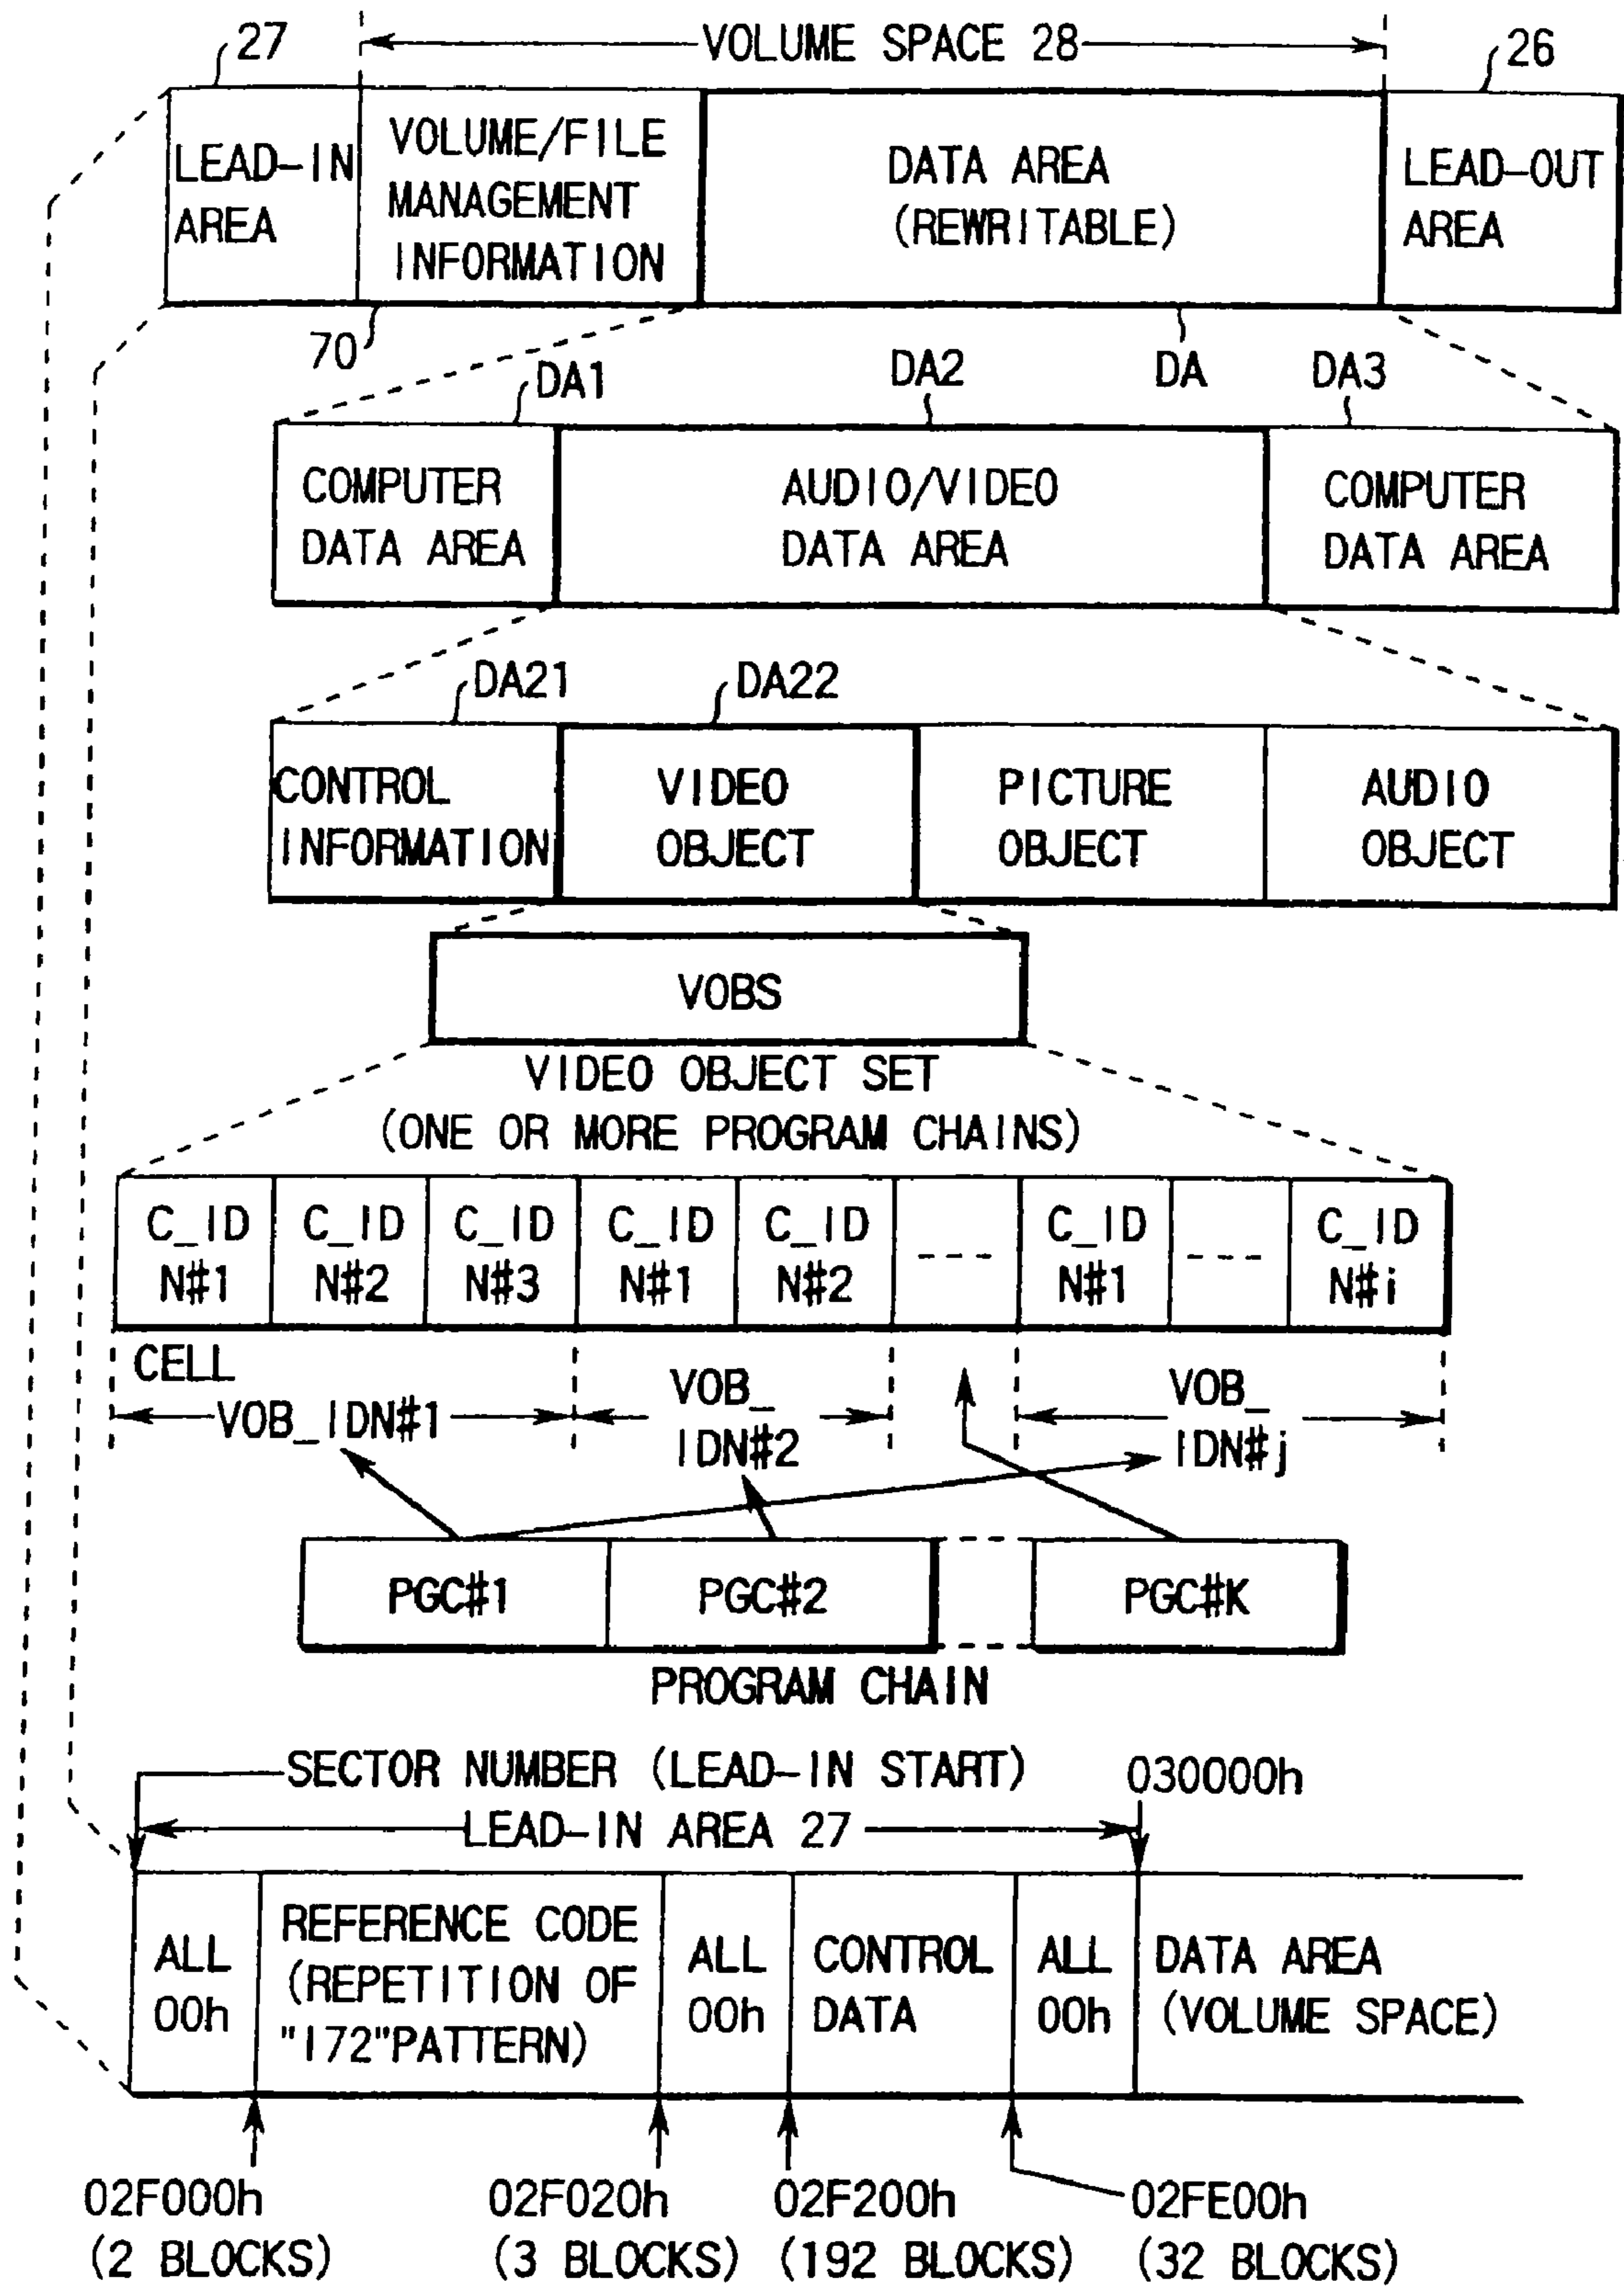 27
VOLUME SPACE 28
26
LEAD-IN
AREA
VOLUME/FILE
MANAGEMENT
INFORMATION
DATA AREA
(REWRITABLE)
LEAD-OUT
AREA
70
DA1
DA2
DA
DA3
COMPUTER
DATA AREA
AUDIO/VIDEO
DATA AREA
COMPUTER
DATA AREA
DA21
DA22
CONTROL
INFORMATION
VIDEO
OBJECT
PICTURE
OBJECT
AUDIO
OBJECT
VOBS
VIDEO OBJECT SET
(ONE OR MORE PROGRAM CHAINS)
C_ID
N#1
C_ID
N#2
C_ID
N#3
C_ID
N#1
C_ID
N#2
----
C_ID
N#1
----
C_ID
N#i
CELL
VOB_IDN#1
VOB_
IDN#2
VOB_
IDN#j
PGC#1
PGC#2
PGC#K
PROGRAM CHAIN
SECTOR NUMBER (LEAD-IN START)
030000h
LEAD-IN AREA 27
ALL
00h
REFERENCE CODE
(REPETITION OF
"172"PATTERN)
ALL
00h
CONTROL
DATA
ALL
00h
DATA AREA
(VOLUME SPACE)
02F000h
(2 BLOCKS)
02F020h
(3 BLOCKS)
02F200h
(192 BLOCKS)
02FE00h
(32 BLOCKS)